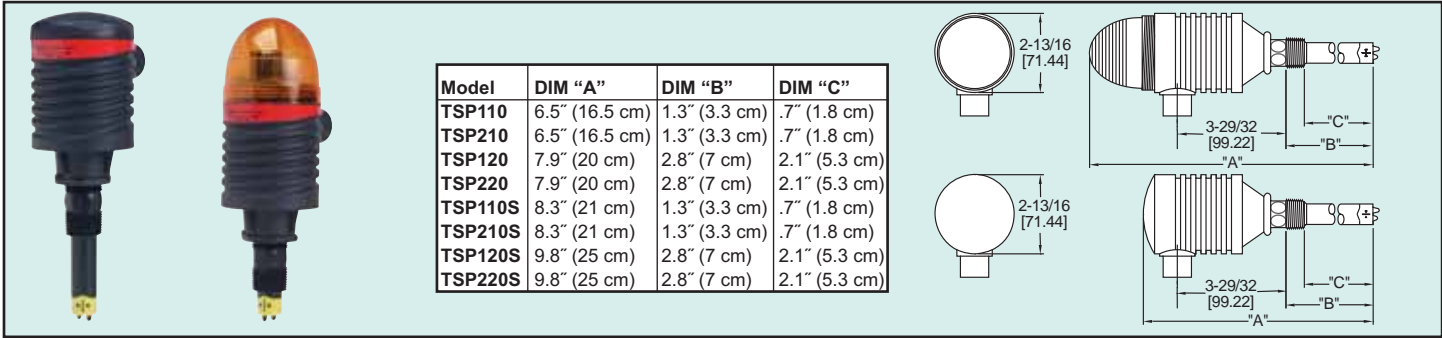 Model DIM “A” DIM “B” DIM “C”
TSP110 6.5˝ (16.5 cm) 1.3˝ (3.3 cm) .7˝ (1.8 cm)
TSP210 6.5˝ (16.5 cm) 1.3˝ (3.3 cm) .7˝ (1.8 cm)
TSP120 7.9˝ (20 cm) 2.8˝ (7 cm) 2.1˝ (5.3 cm)
TSP220 7.9˝ (20 cm) 2.8˝ (7 cm) 2.1˝ (5.3 cm)
TSP110S 8.3˝ (21 cm) 1.3˝ (3.3 cm) .7˝ (1.8 cm)
TSP210S 8.3˝ (21 cm) 1.3˝ (3.3 cm) .7˝ (1.8 cm)
TSP120S 9.8˝ (25 cm) 2.8˝ (7 cm) 2.1˝ (5.3 cm)
TSP220S 9.8˝ (25 cm) 2.8˝ (7 cm) 2.1˝ (5.3 cm)
2-13/16
[71.44]
3-29/32
[99.22]
"C"
"B"
"A"
2-13/16
[71.44]
3-29/32
[99.22]
"C"
"B"
"A"